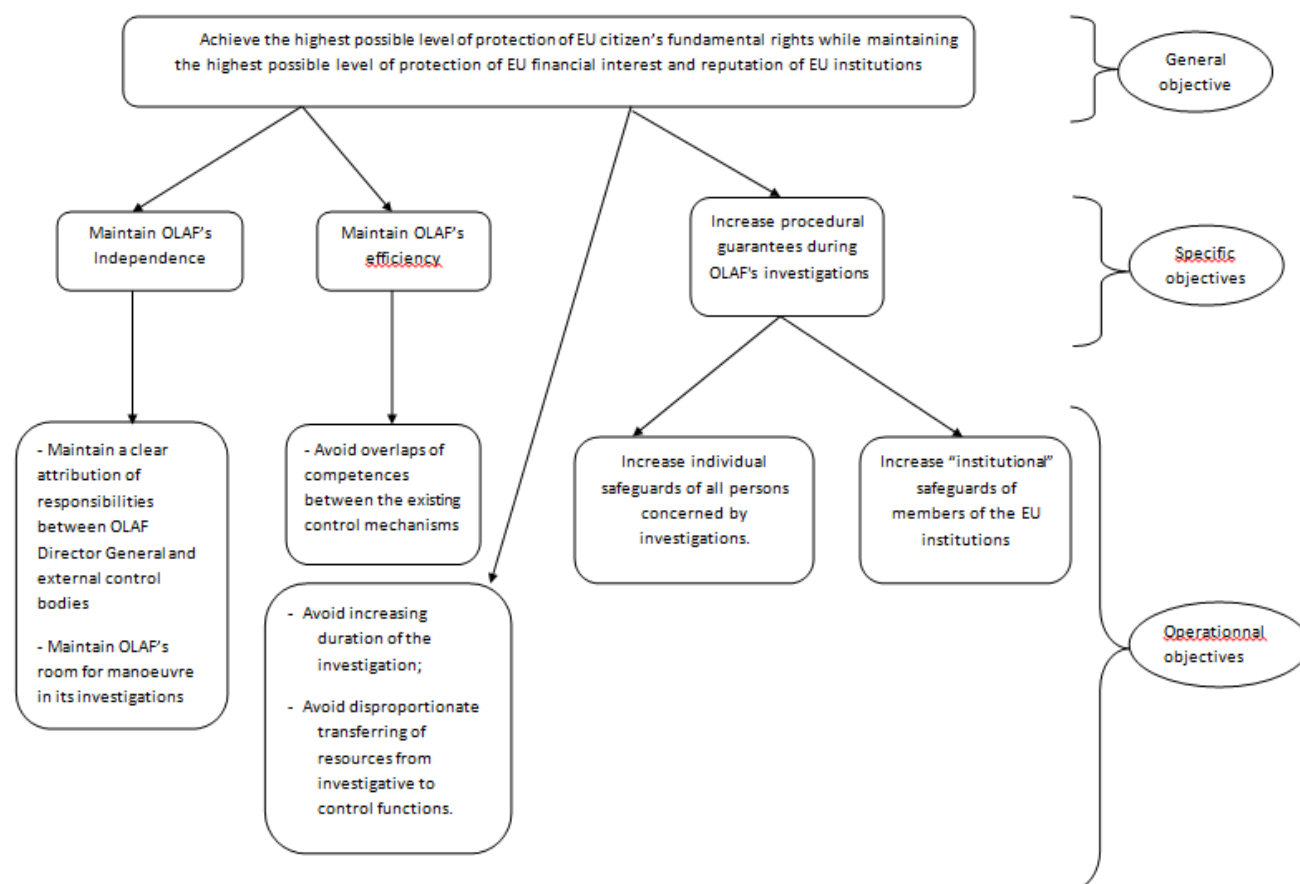 Achieve the highest possible level of protection of EU citizen's fundamental rights while maintaining
the highest possible level of protection of EU financial interest and reputation of EU institutions
General
objective
Maintain OLAF's
Independence
Maintain OLAF's
efficiency
Increase procedural
guarantees during
OLAF's investigations
Specific
objectives
- Maintain a clear
attribution of
responsibilities
between OLAF
Director General and
external control
bodies
- Maintain OLAF's
room for manoeuvre
in its investigations
- Avoid overlaps of
competences
between the existing
control mechanisms
- Avoid increasing
duration of the
investigation;
- Avoid disproportionate
transferring of
resources from
investigative to
control functions.
Increase individual
safeguards of all persons
concerned by
investigations.
Increase “institutional”
safeguards of
members of the EU
institutions
Operationnal
objectives